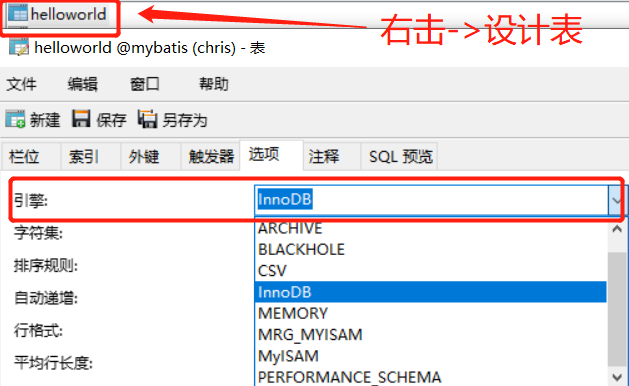 helloworld
右击->设计表
helloworld @mybatis (chris) - 表
文件 编辑 窗口 帮助
新建 保存 另存为
栏位 索引 外键 触发器 选项 注释 SQL 预览
引擎: InnoDB
ARCHIVE
字符集:
BLACKHOLE
排序规则:
CSV
自动递增:
InnoDB
MEMORY
行格式:
MRG_MYISAM
平均行长度:
MyISAM
PERFORMANCE_SCHEMA